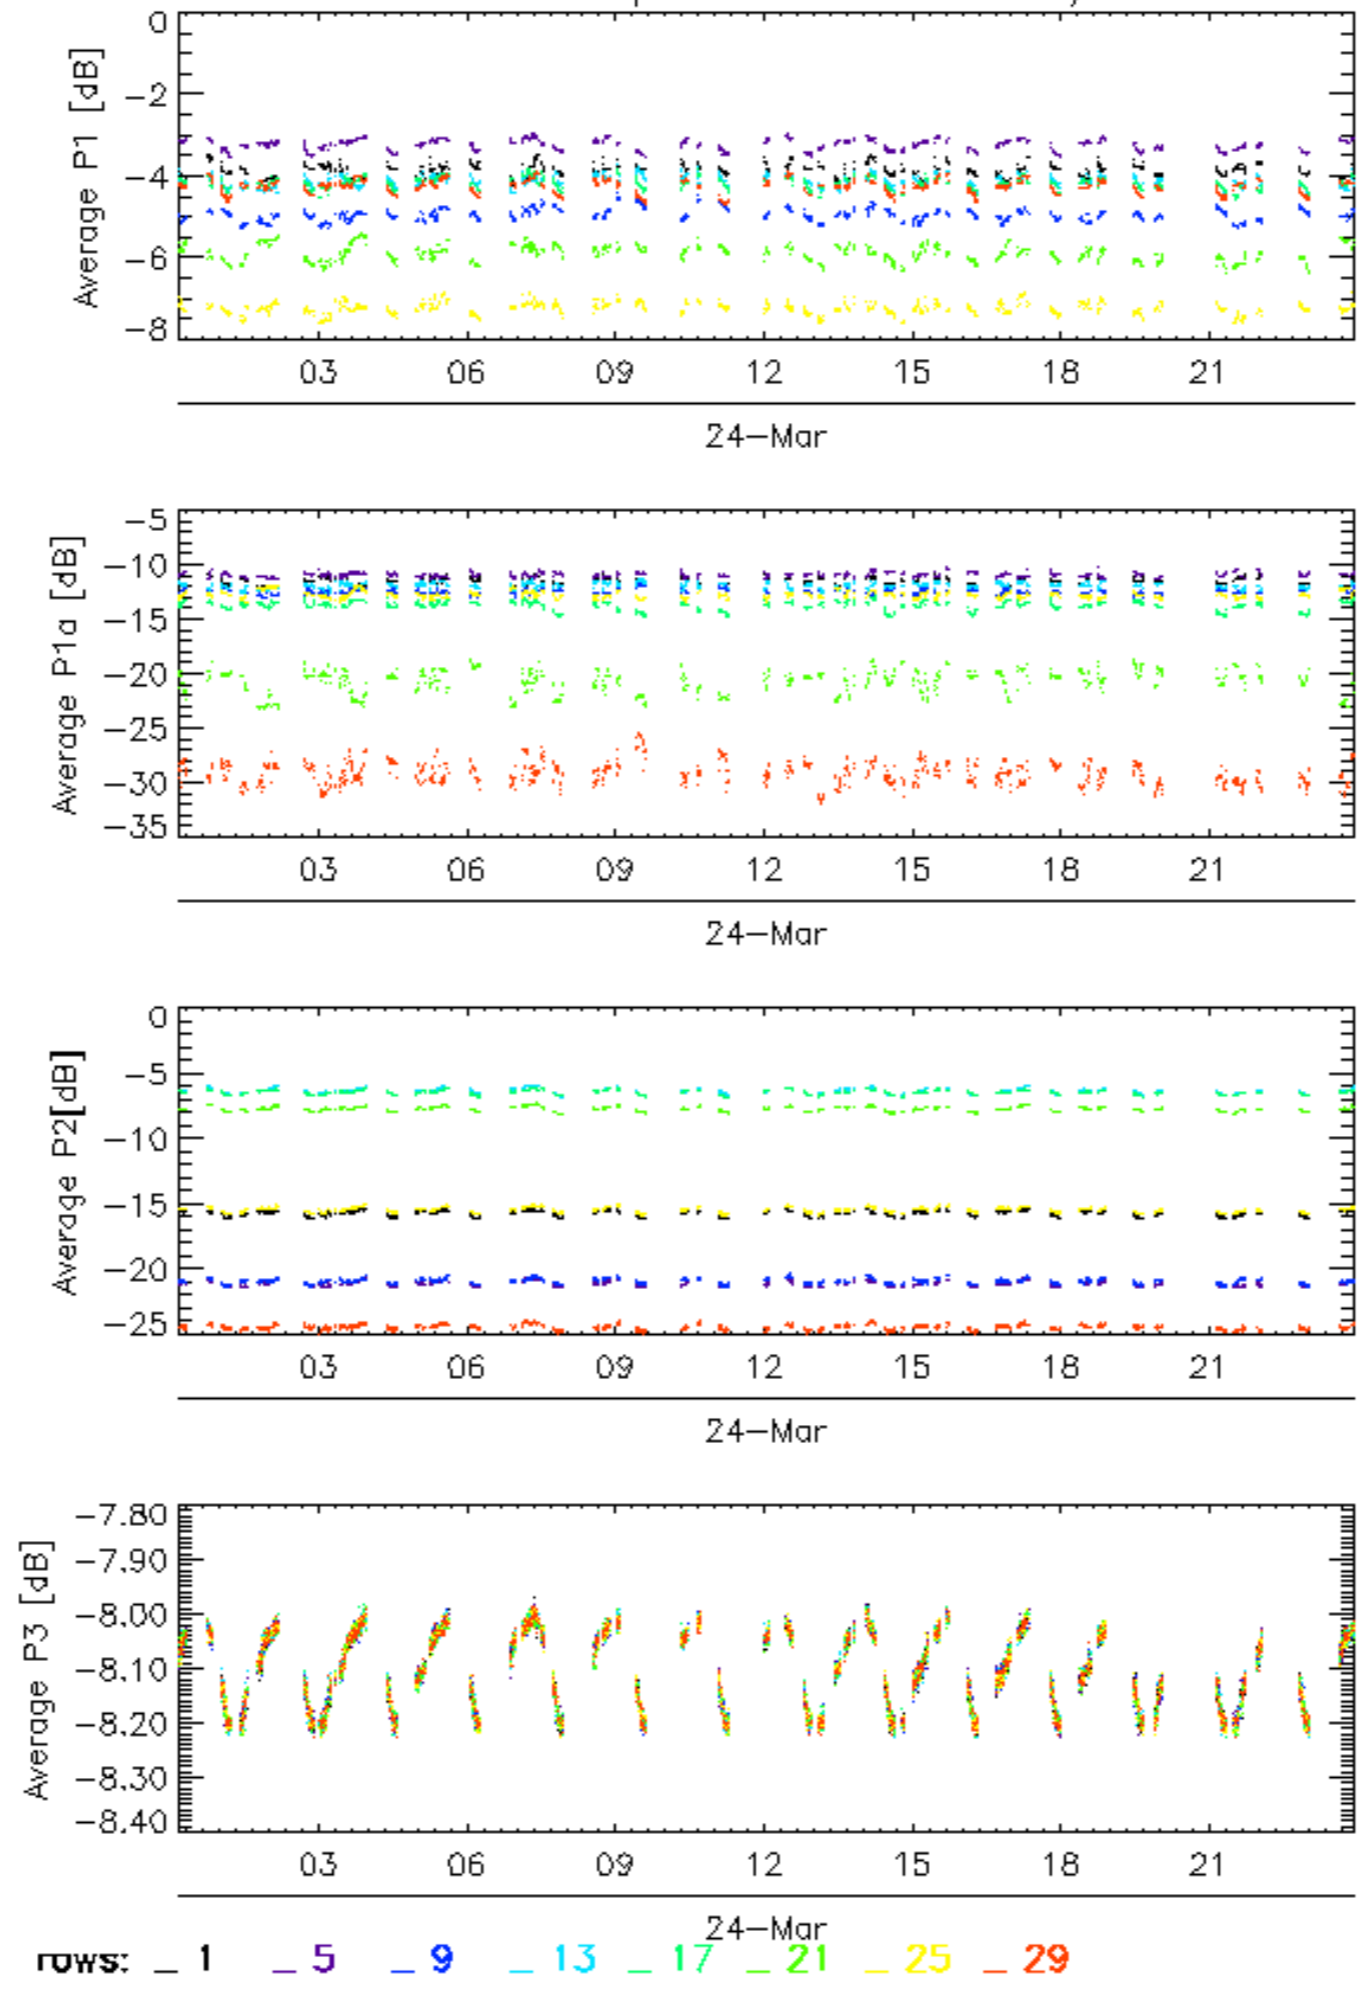 0
-2
-4
-6
-8
Average P1 [dB]
03 06 09 12 15 18 21
24-Mar
-5
-10
-15
-20
-25
-30
-35
Average P1a [dB]
03 06 09 12 15 18 21
24-Mar
0
-5
-10
-15
-20
-25
Average P2[dB]
03 06 09 12 15 18 21
24-Mar
-7.80
-7.90
-8.00
-8.10
-8.20
-8.30
-8.40
Average P3 [dB]
03 06 09 12 15 18 21
24-Mar
rows: _ 1 _ 5 _ 9 _ 13 _ 17 _ 21 _ 25 _ 29